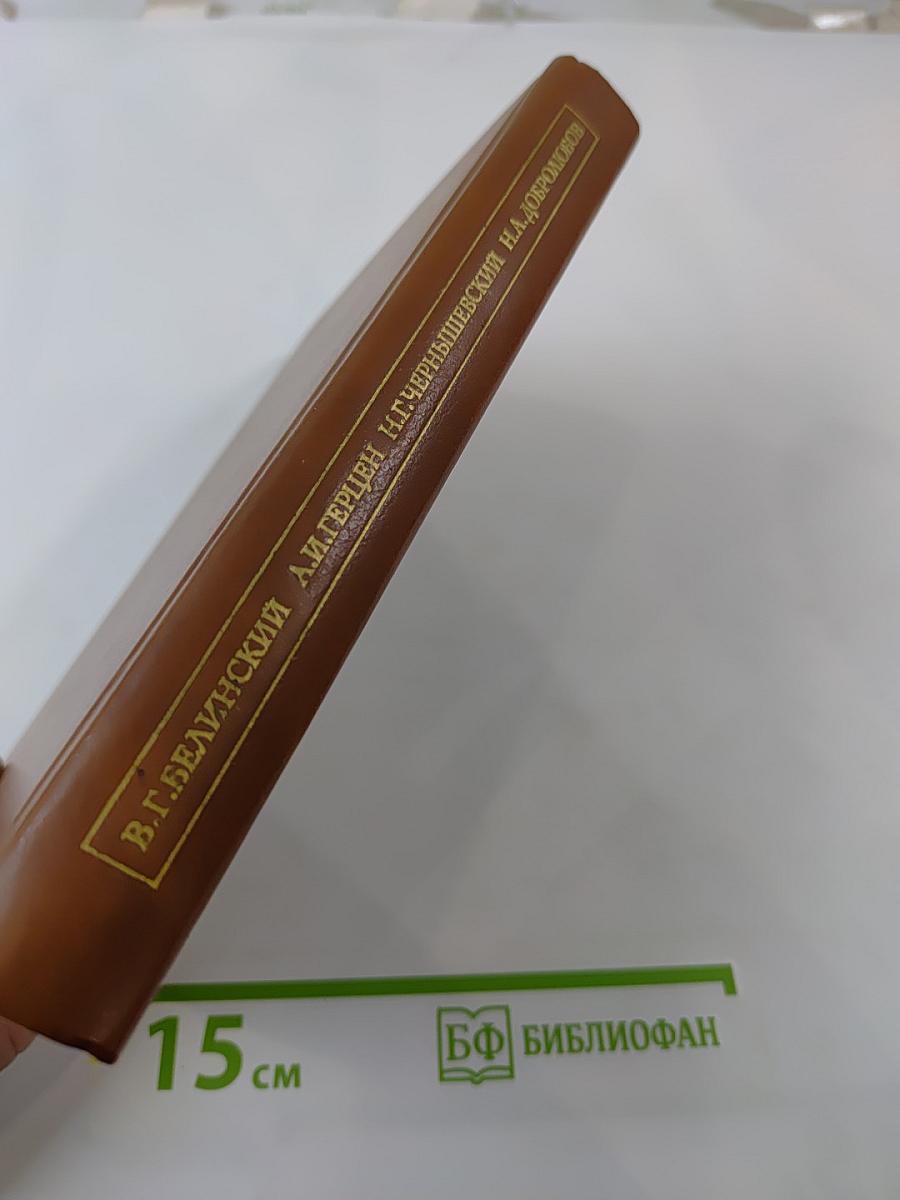 В.Г.БЕЛИНСКИЙ А.И.ГЕРЦЕН Н.Г.ЧЕРНЫШЕВСКИЙ Н.А.ДОБРОЛЮБОВ
15 см
БФ БИБЛИОФАН